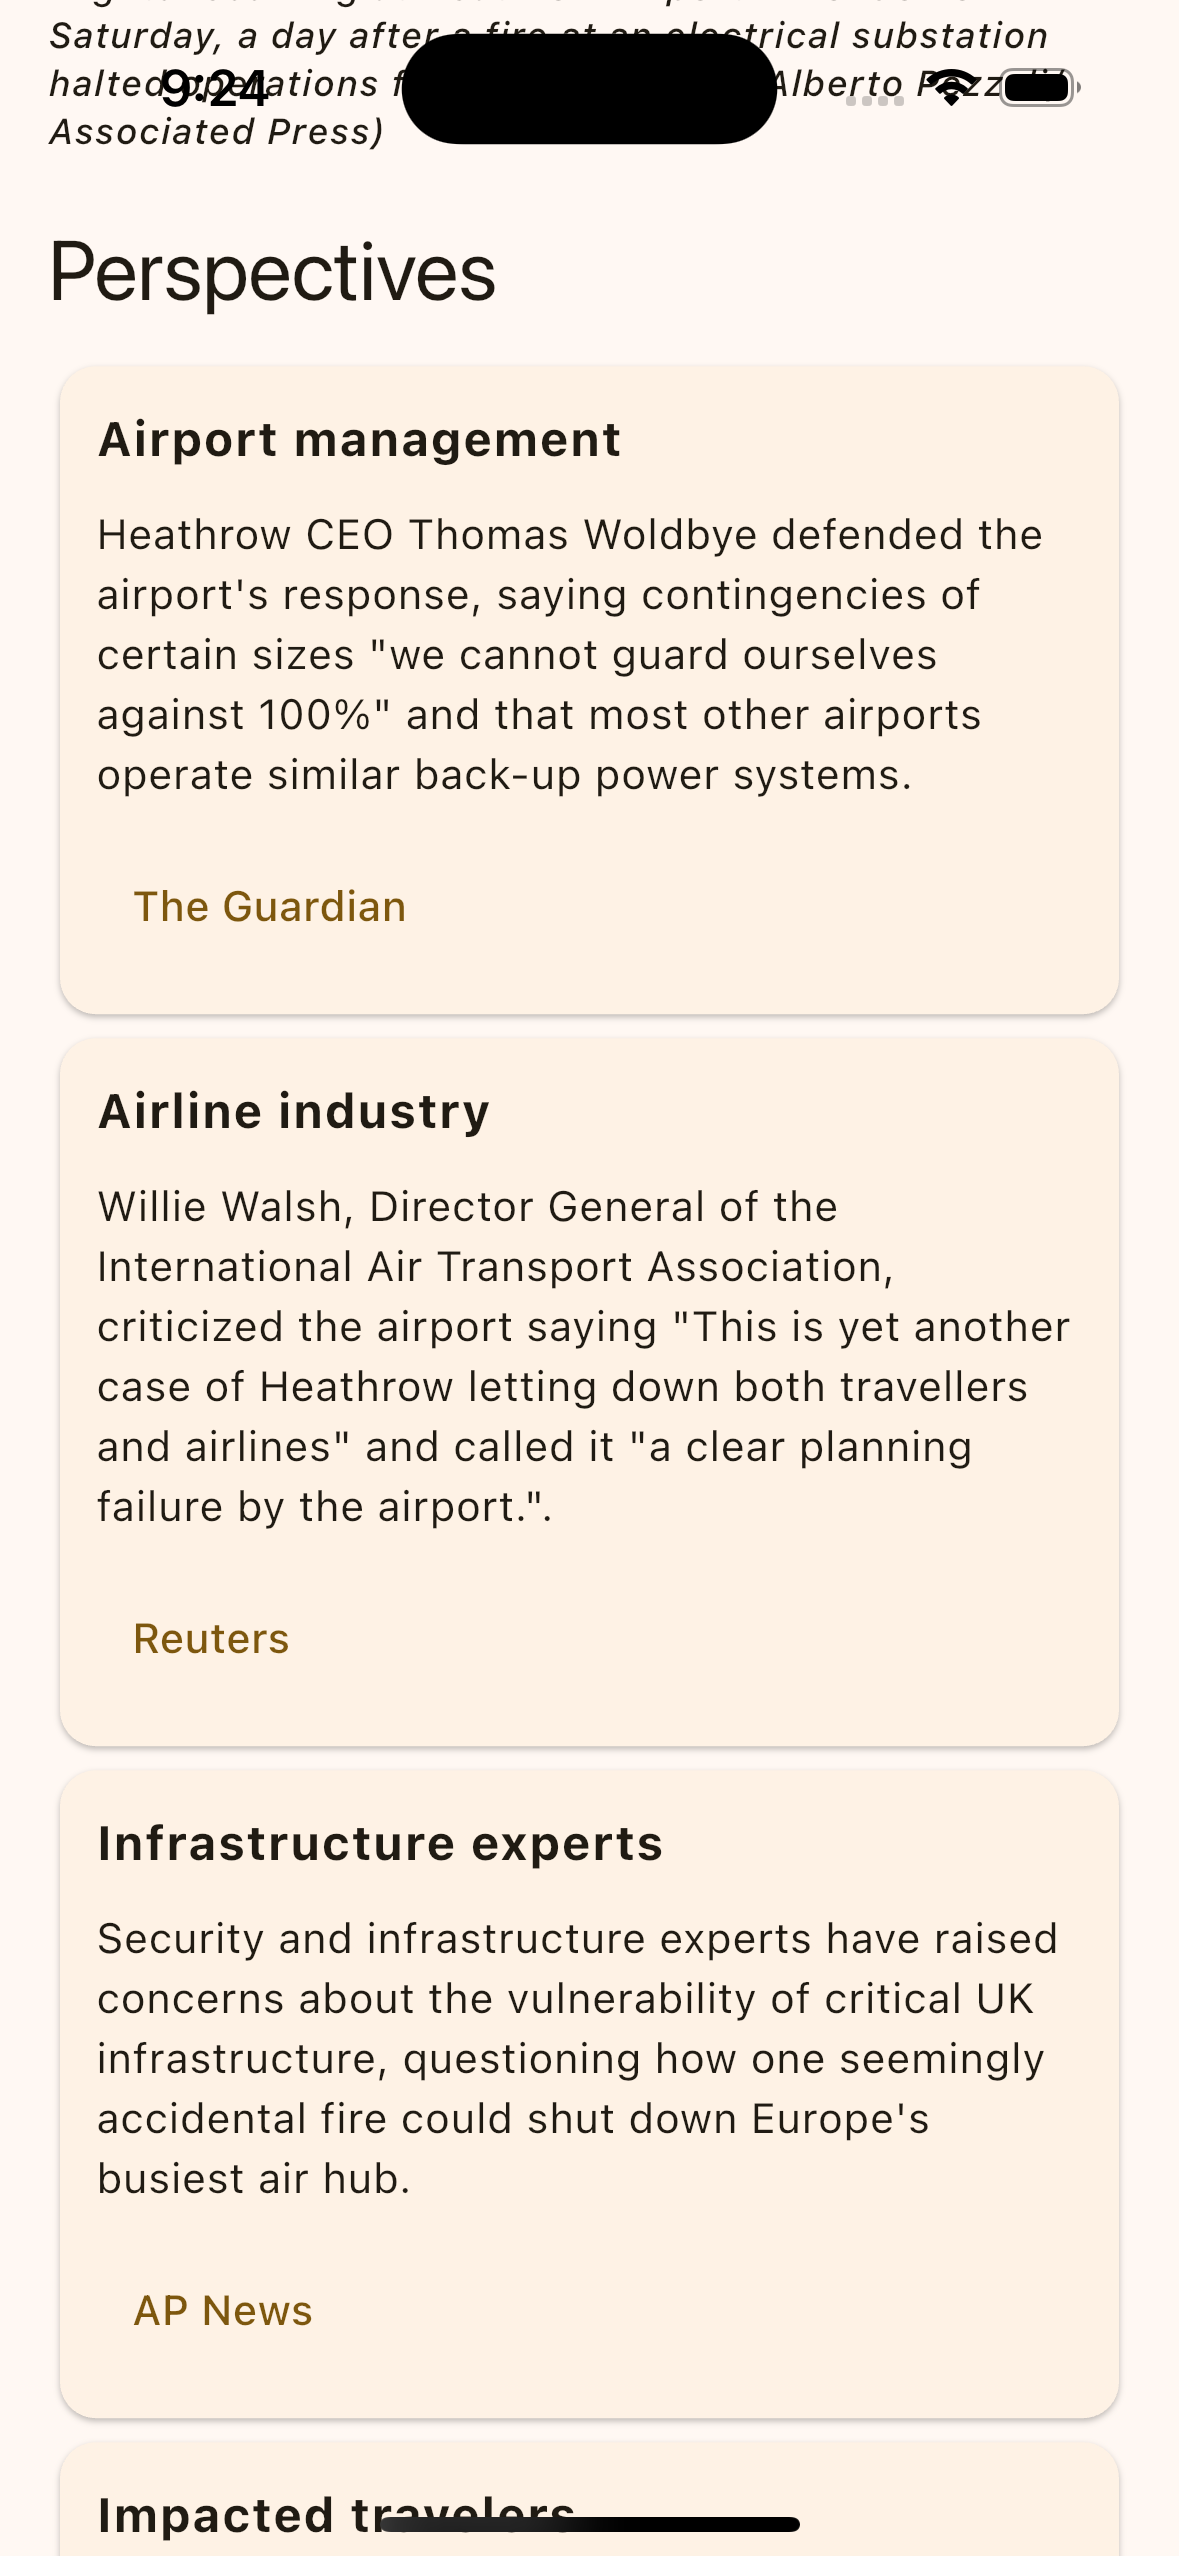 Saturday, a day after a fire at an electrical substation
halted operations
9:24
Alberto
Associated Press)
Perspectives
Airport management
Heathrow CEO Thomas Woldbye defended the
airport's response, saying contingencies of
certain sizes "we cannot guard ourselves
against 100%" and that most other airports
operate similar back-up power systems.
The Guardian
Airline industry
Willie Walsh, Director General of the
International Air Transport Association,
criticized the airport saying "This is yet another
case of Heathrow letting down both travellers
and airlines" and called it "a clear planning
failure by the airport.".
Reuters
Infrastructure experts
Security and infrastructure experts have raised
concerns about the vulnerability of critical UK
infrastructure, questioning how one seemingly
accidental fire could shut down Europe's
busiest air hub.
AP News
Impacted travelers